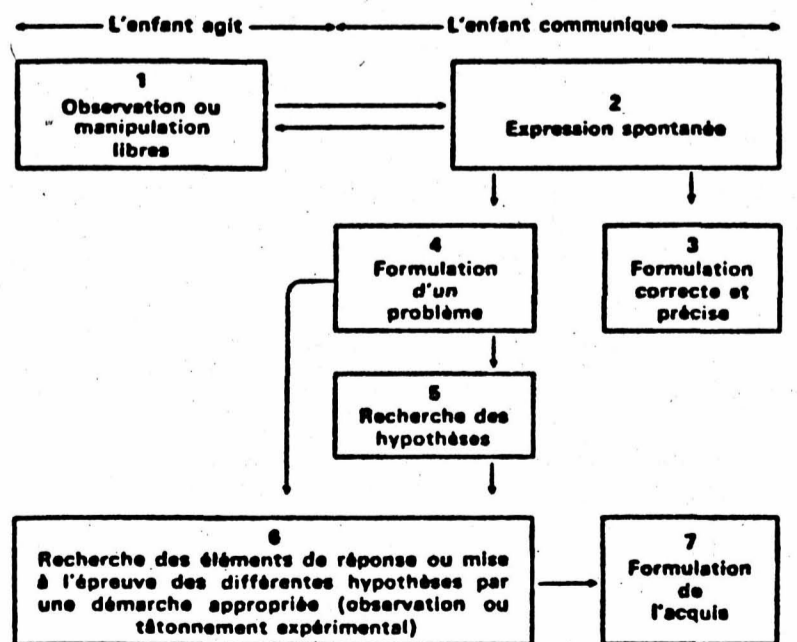 L'enfant agit
L'enfant communique
1
Observation ou
manipulation
libres
2
Expression spontanée
4
Formulation
d'un
problème
3
Formulation
correcte et
précise
5
Recherche des
hypothèses
6
Recherche des éléments de réponse ou mise
à l'épreuve des différentes hypothèses par
une démarche appropriée (observation ou
tâtonnement expérimental)
7
Formulation
de
l'acquis